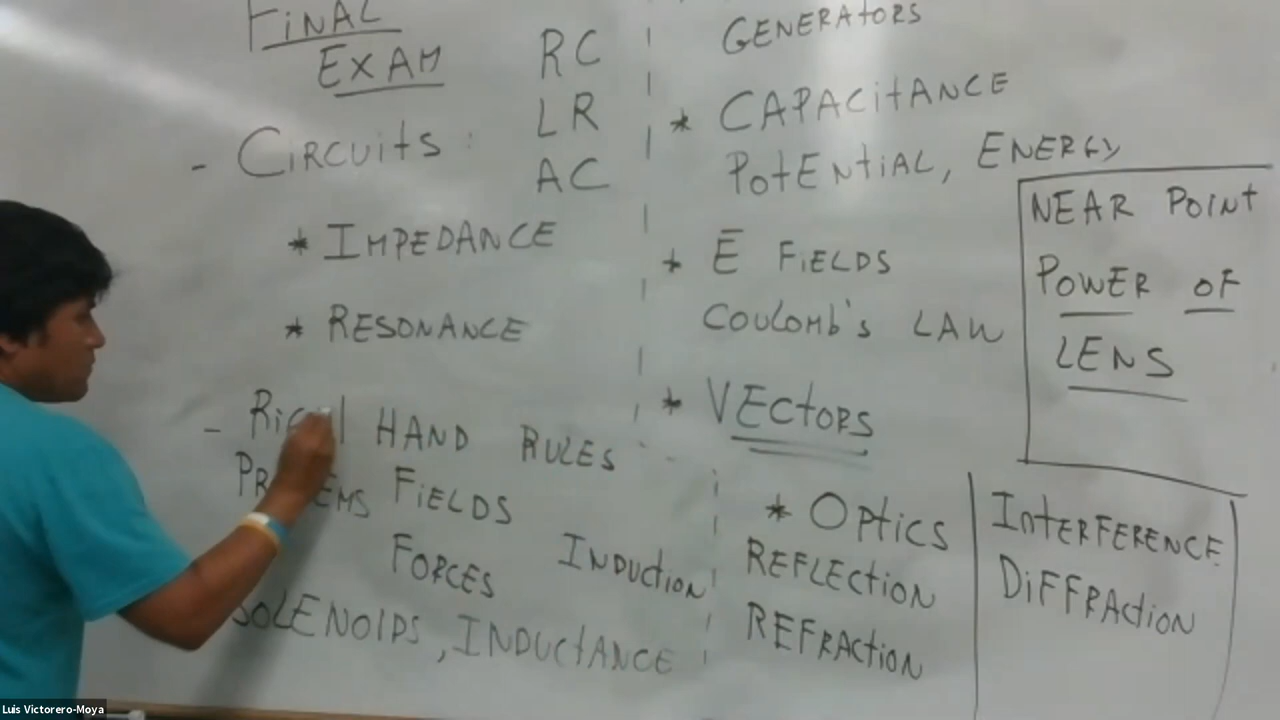 FINAL
EXAM
- CIRCUITS:
RC
LR
AC
* IMPEDANCE
* RESONANCE
- HAND RULES
FIELDS
FORCES
INDUCTION
SOLENOIDS, INDUCTANCE
GENERATORS
* CAPACITANCE
POTENTIAL, ENERGY
* E FIELDS
COULOMB'S LAW
* VECTORS
NEAR POINT
POWER OF
LENS
* OPTICS
REFLECTION
REFRACTION
INTERFERENCE
DIFFRACTION
Luis Victorero-Moya